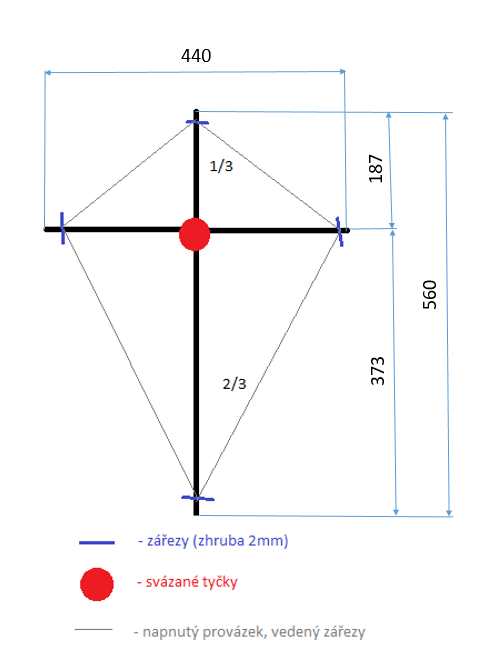 440
1/3
187
560
2/3
373
- zářezy (zhruba 2mm)
- svázané tyčky
- napnutý provázek, vedený zářezy